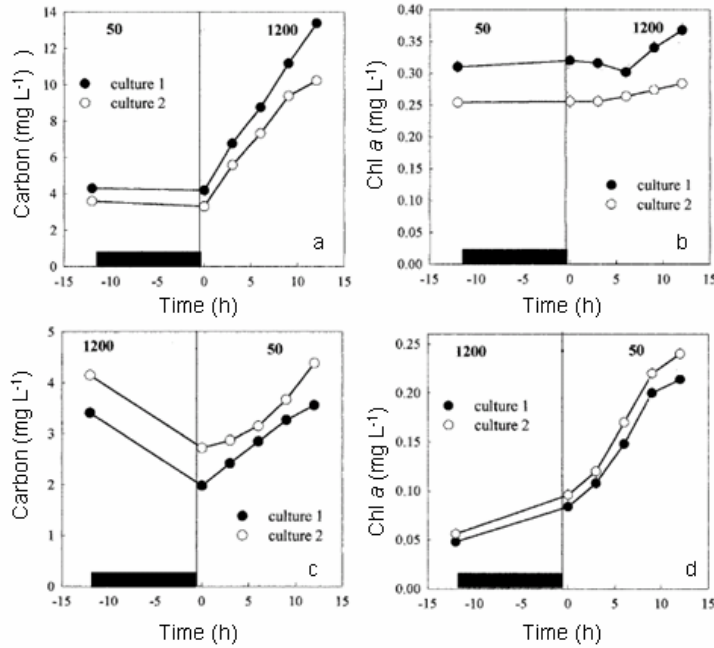 50
1200
culture 1
culture 2
a
14
12
10
8
6
4
2
0
Carbon (mg L⁻¹) )
-15 -10 -5 0 5 10 15
Time (h)
50
1200
culture 1
culture 2
b
0.40
0.35
0.30
0.25
0.20
0.15
0.10
0.05
0.00
Chl a (mg L⁻¹)
-15 -10 -5 0 5 10 15
Time (h)
1200
50
culture 1
culture 2
c
5
4
3
2
1
0
Carbon (mg L⁻¹)
-15 -10 -5 0 5 10 15
Time (h)
1200
50
culture 1
culture 2
d
0.25
0.20
0.15
0.10
0.05
0.00
Chl a (mg L⁻¹)
-15 -10 -5 0 5 10 15
Time (h)